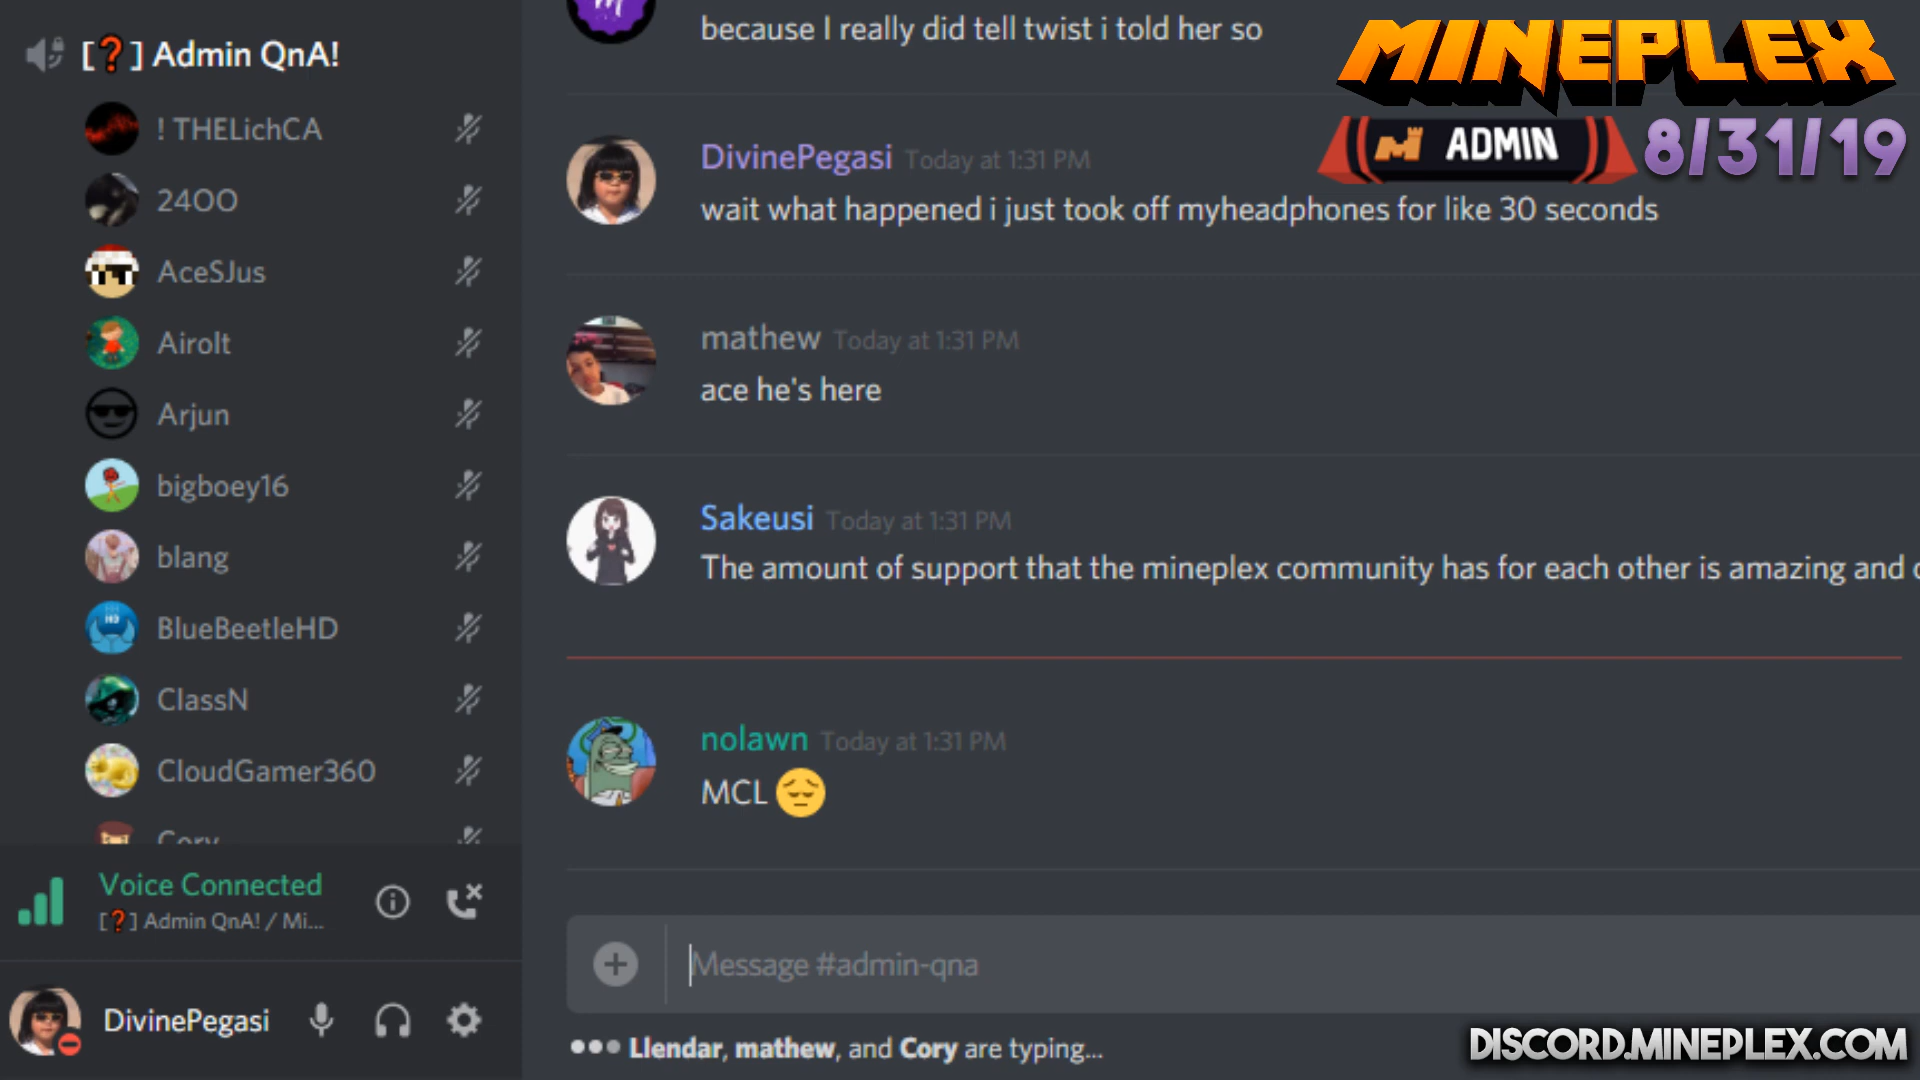 [❓] Admin QnA!
! THELichCA
24OO
AceSJus
Airolt
Arjun
bigboey16
blang
BlueBeetleHD
ClassN
CloudGamer360
Cory
Voice Connected
[❓] Admin QnA! / Mi...
DivinePegasi
because I really did tell twist i told her so
DivinePegasi Today at 1:31 PM
wait what happened i just took off myheadphones for like 30 seconds
mathew Today at 1:31 PM
ace he's here
Sakeusi Today at 1:31 PM
The amount of support that the mineplex community has for each other is amazing and
nolawn Today at 1:31 PM
MCL 😔
Message #admin-qna
Llendar, mathew, and Cory are typing...
MINEPLEX
ADMIN 8/31/19
DISCORD.MINEPLEX.COM